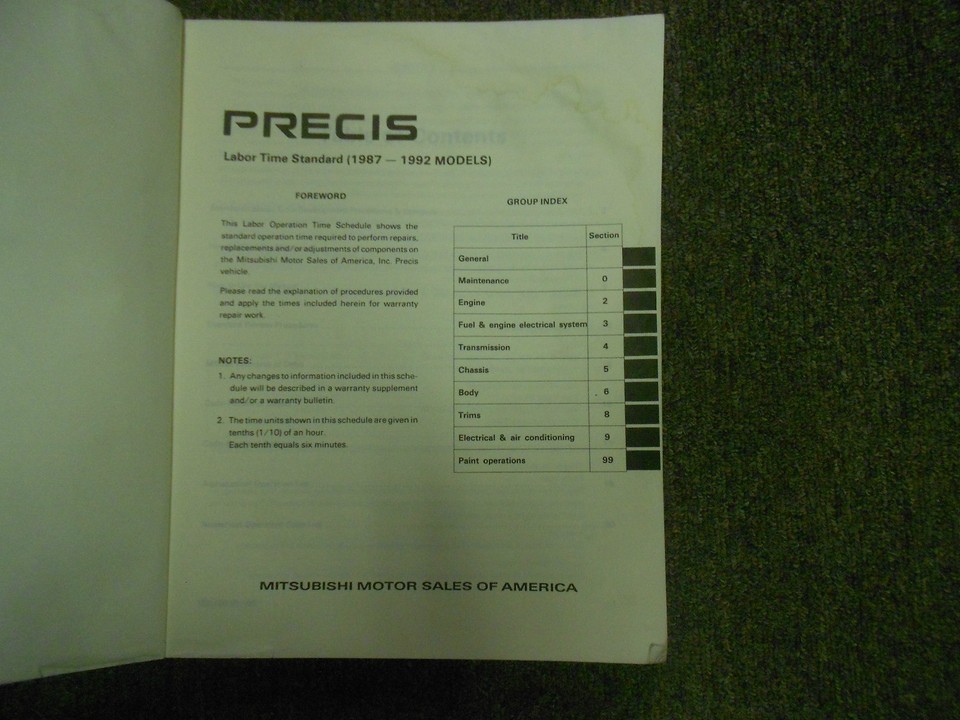 PRECIS
Labor Time Standard (1987 — 1992 MODELS)
FOREWORD
This Labor Operation Time Schedule shows the
standard operation time required to perform repairs,
replacements and/or adjustments of components on
the Mitsubishi Motor Sales of America, Inc. Precis
vehicle.
Please read the explanation of procedures provided
and apply the times included herein for warranty
repair work.
NOTES:
1. Any changes to information included in this sche-
dule will be described in a warranty supplement
and/or a warranty bulletin.
2. The time units shown in this schedule are given in
tenths (1/10) of an hour.
Each tenth equals six minutes.
GROUP INDEX
Title Section
General
Maintenance 0
Engine 2
Fuel & engine electrical system 3
Transmission 4
Chassis 5
Body 6
Trims 8
Electrical & air conditioning 9
Paint operations 99
MITSUBISHI MOTOR SALES OF AMERICA